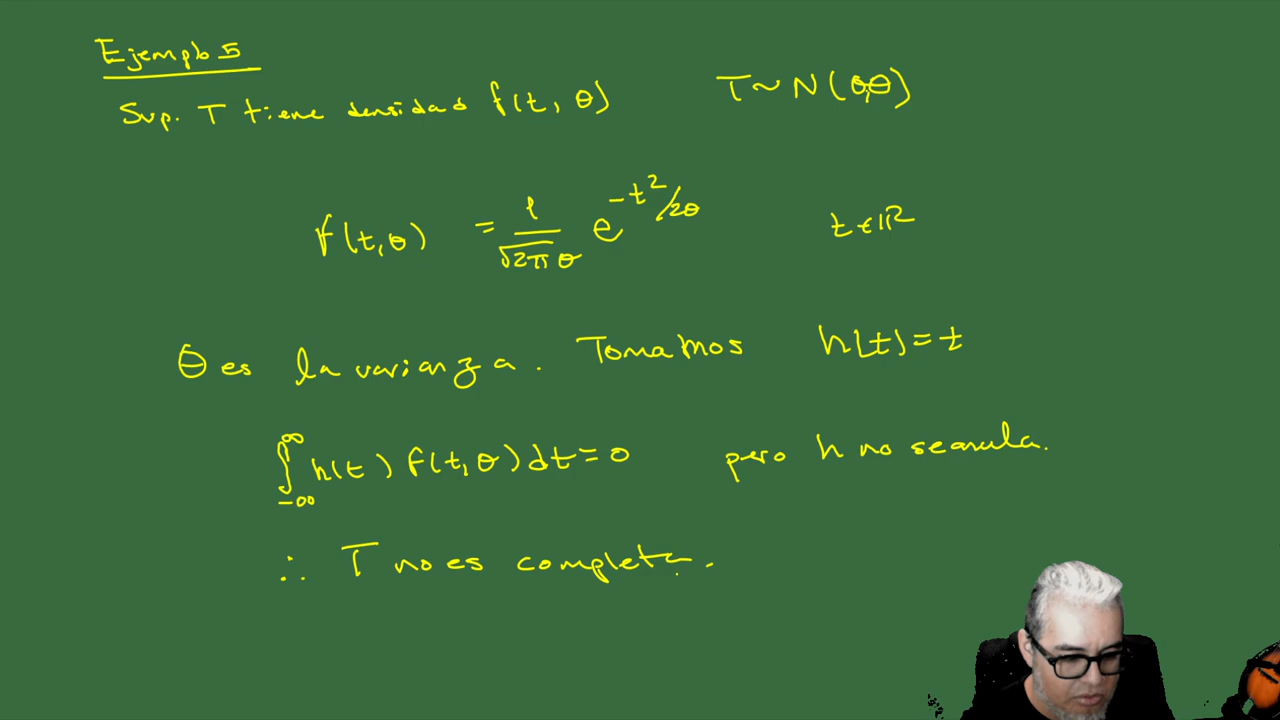 Ejemplo 5
Sup. T tiene densidad f(t, θ) T ~ N(0,θ)
f(t,θ) = 1/√2πθ e^{-t²/2θ} t ∈ ℝ
θ es la varianza. Tomamos h(t) = t
∫_{-∞}^{∞} h(t) f(t,θ) dt = 0 pero h no se anula.
∴ T no es completa.